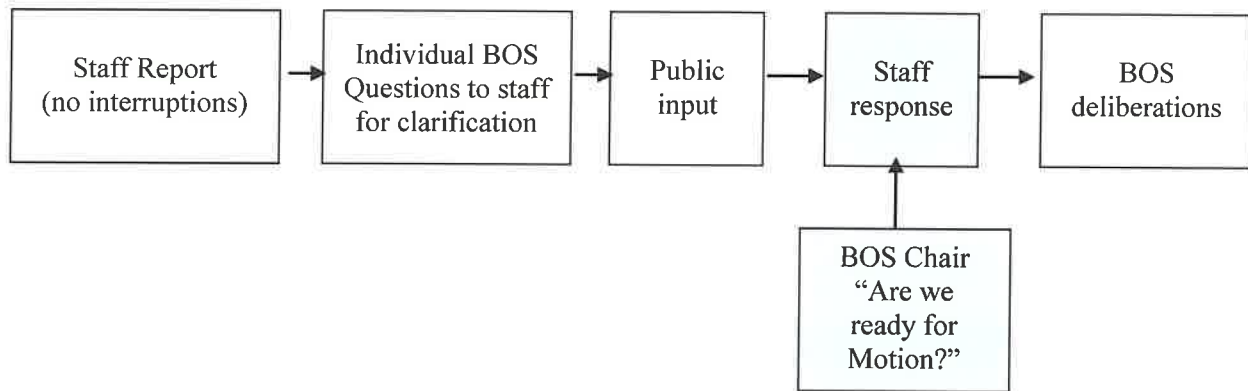 Staff Report
(no interruptions)
Individual BOS
Questions to staff
for clarification
Public
input
Staff
response
BOS
deliberations
BOS Chair
“Are we
ready for
Motion?”